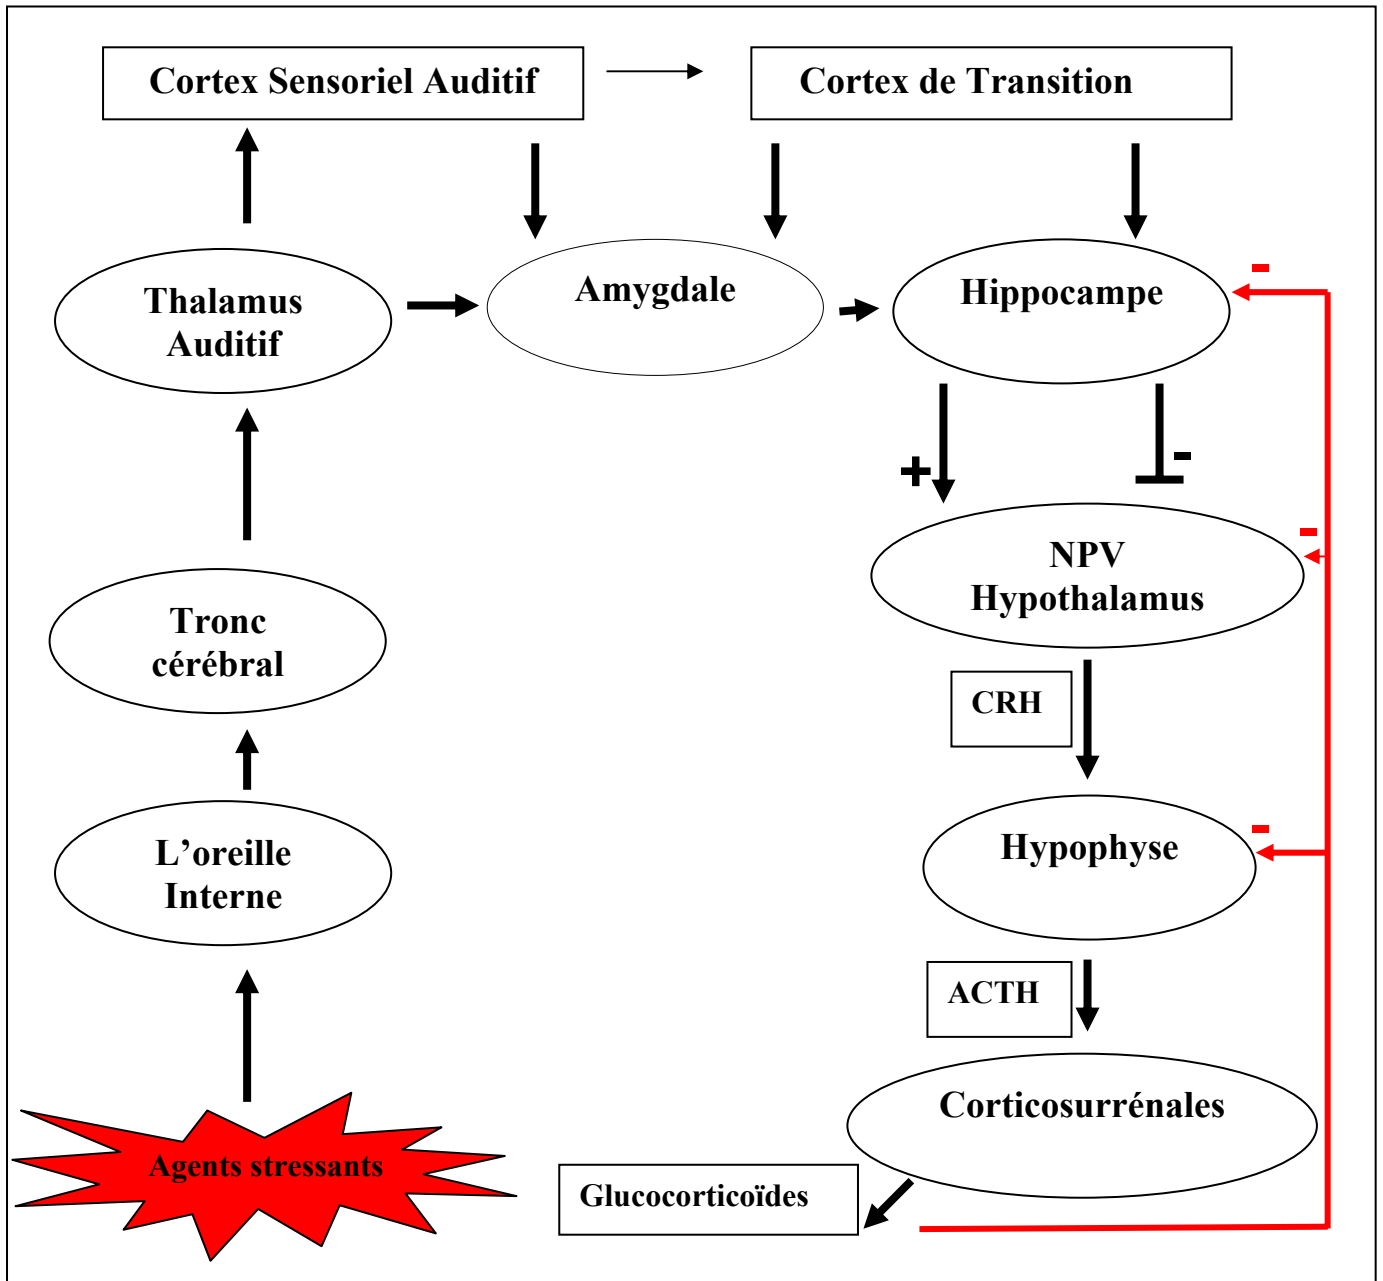 Cortex Sensoriel Auditif
Cortex de Transition
Thalamus
Auditif
Amygdale
Hippocampe
-
+
-
NPV
Hypothalamus
-
Tronc
cérébral
CRH
L'oreille
Interne
Hypophyse
-
ACTH
Corticosurrénales
Agents stressants
Glucocorticoïdes